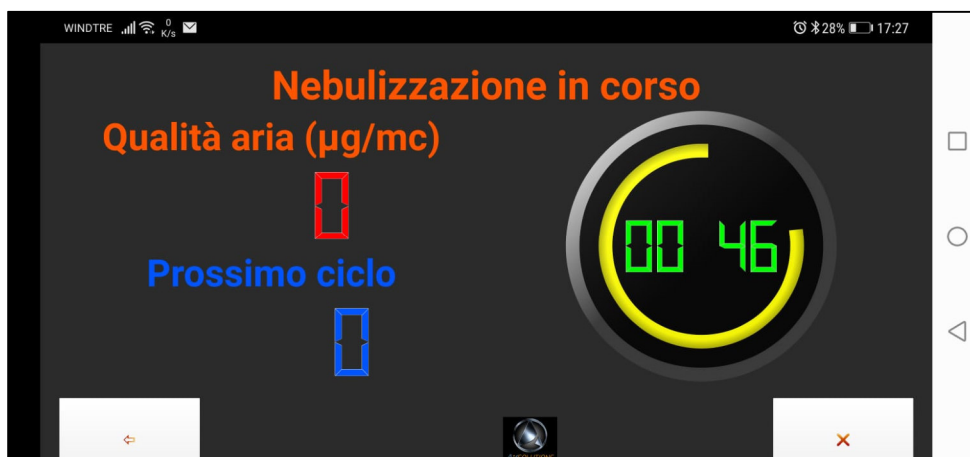 WINDTRE 0 K/s 28% 17:27
Nebulizzazione in corso
Qualità aria (µg/mc)
0
00 46
Prossimo ciclo
0